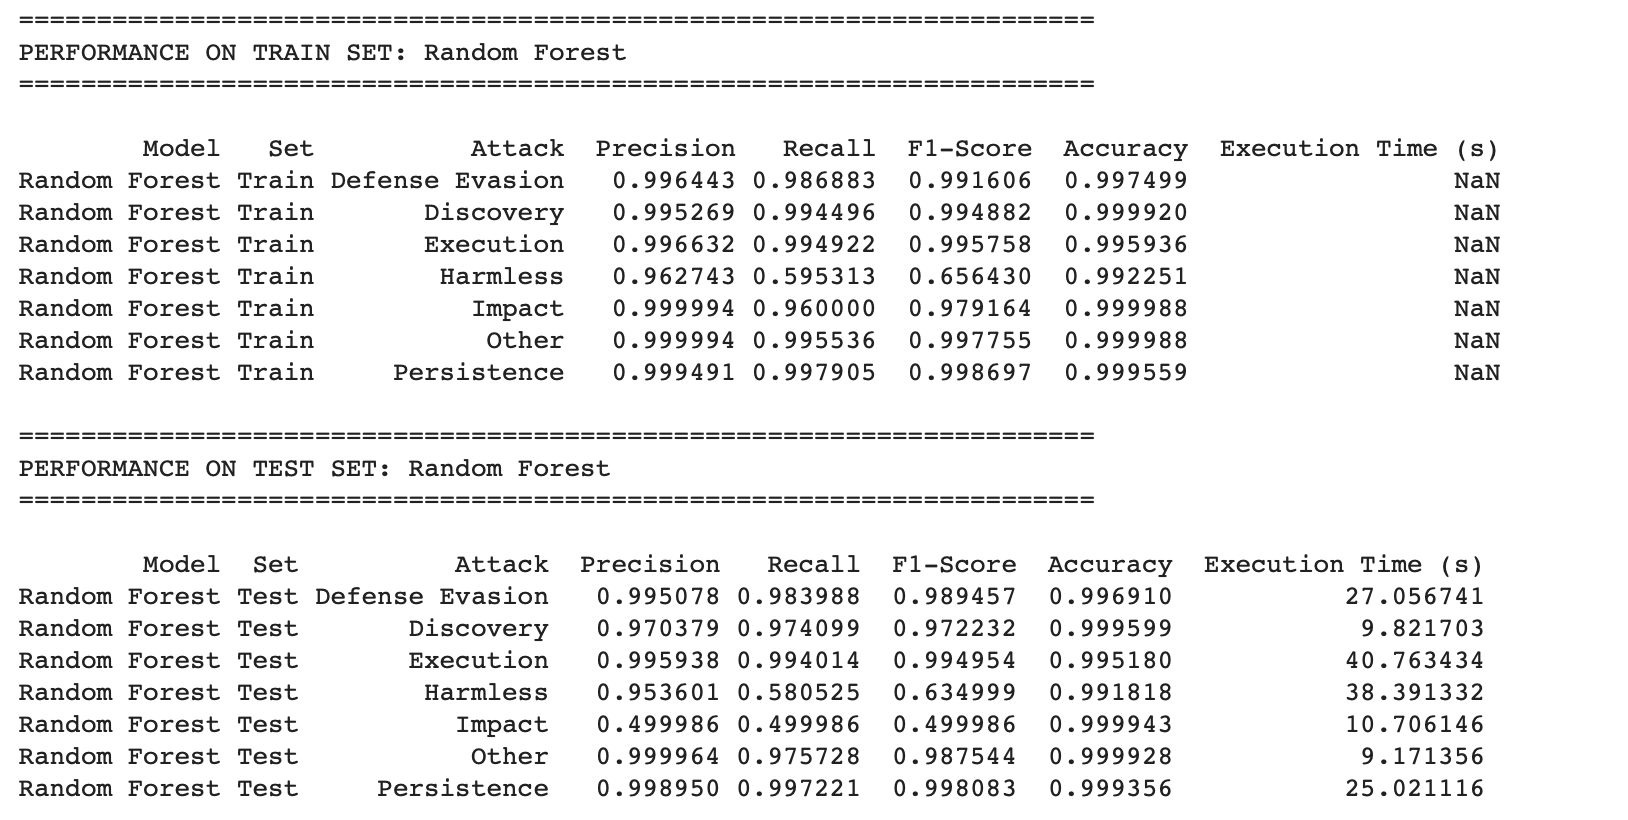 =====================================================================
PERFORMANCE ON TRAIN SET: Random Forest
=====================================================================
Model Set Attack Precision Recall F1-Score Accuracy Execution Time (s)
Random Forest Train Defense Evasion 0.996443 0.986883 0.991606 0.997499 NaN
Random Forest Train Discovery 0.995269 0.994496 0.994882 0.999920 NaN
Random Forest Train Execution 0.996632 0.994922 0.995758 0.995936 NaN
Random Forest Train Harmless 0.962743 0.595313 0.656430 0.992251 NaN
Random Forest Train Impact 0.999994 0.960000 0.979164 0.999988 NaN
Random Forest Train Other 0.999994 0.995536 0.997755 0.999988 NaN
Random Forest Train Persistence 0.999491 0.997905 0.998697 0.999559 NaN
=====================================================================
PERFORMANCE ON TEST SET: Random Forest
=====================================================================
Model Set Attack Precision Recall F1-Score Accuracy Execution Time (s)
Random Forest Test Defense Evasion 0.995078 0.983988 0.989457 0.996910 27.056741
Random Forest Test Discovery 0.970379 0.974099 0.972232 0.999599 9.821703
Random Forest Test Execution 0.995938 0.994014 0.994954 0.995180 40.763434
Random Forest Test Harmless 0.953601 0.580525 0.634999 0.991818 38.391332
Random Forest Test Impact 0.499986 0.499986 0.499986 0.999943 10.706146
Random Forest Test Other 0.999964 0.975728 0.987544 0.999928 9.171356
Random Forest Test Persistence 0.998950 0.997221 0.998083 0.999356 25.021116